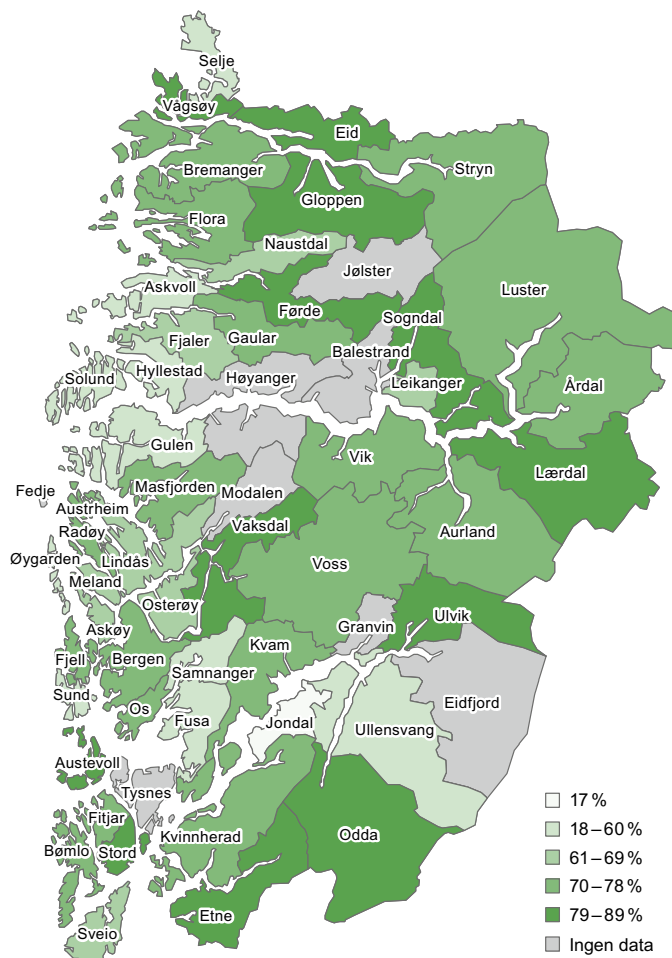 Selje
Vågsøy
Eid
Stryn
Bremanger
Gloppen
Flora
Naustdal
Jølster
Askvoll
Luster
Førde
Sogndal
Fjaler
Gaular
Balestrand
Hyllestad
Høyanger
Leikanger
Solund
Årdal
Gulen
Vik
Lærdal
Masfjorden
Modalen
Fedje
Austrheim
Vaksdal
Radøy
Aurland
Øygarden
Lindås
Voss
Meland
Osterøy
Granvin
Ulvik
Askøy
Kvam
Fjell
Bergen
Samnanger
Sund
Os
Eidfjord
Fusa
Jondal
Ullensvang
Austevoll
Tysnes
Fitjar
Kvinnherad
Odda
Bømlo
Stord
Etne
Sveio
17 %
18–60 %
61–69 %
70–78 %
79–89 %
Ingen data